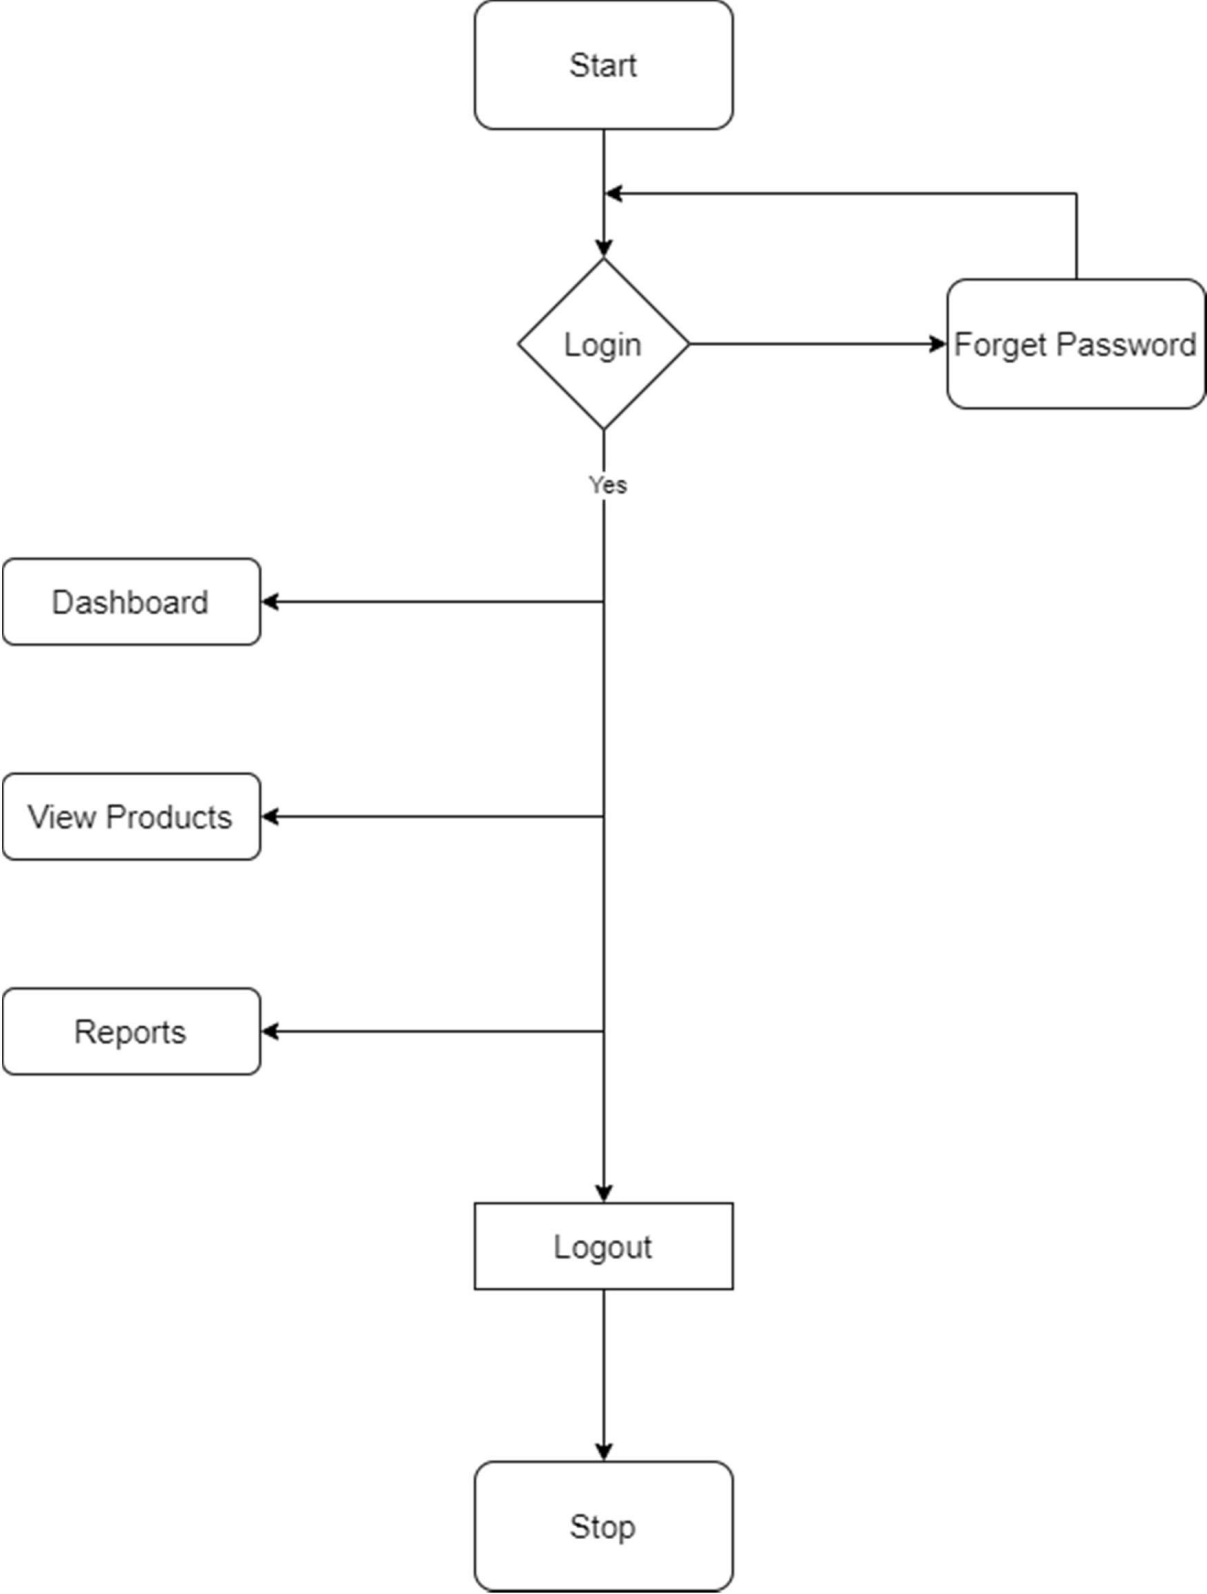 Start
Login
Forget Password
Yes
Dashboard
View Products
Reports
Logout
Stop